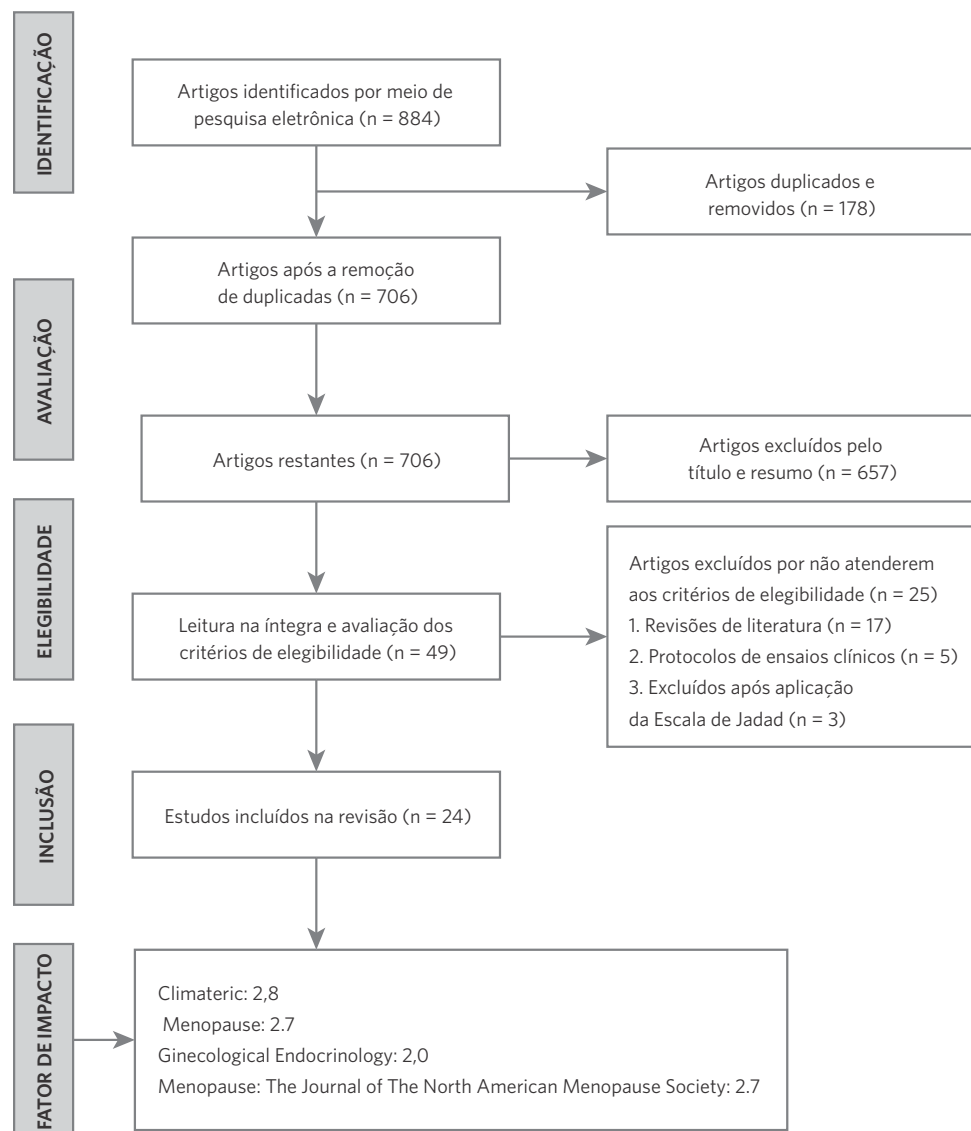 IDENTIFICAÇÃO
Artigos identificados por meio de
pesquisa eletrônica (n = 884)
Artigos duplicados e
removidos (n = 178)
Artigos após a remoção
de duplicadas (n = 706)
AVALIAÇÃO
Artigos restantes (n = 706)
Artigos excluídos pelo
título e resumo (n = 657)
ELEGIBILIDADE
Leitura na íntegra e avaliação dos
critérios de elegibilidade (n = 49)
Artigos excluídos por não atenderem
aos critérios de elegibilidade (n = 25)
1. Revisões de literatura (n = 17)
2. Protocolos de ensaios clínicos (n = 5)
3. Excluídos após aplicação
da Escala de Jadad (n = 3)
INCLUSÃO
Estudos incluídos na revisão (n = 24)
FATOR DE IMPACTO
Climateric: 2,8
Menopause: 2.7
Ginecological Endocrinology: 2,0
Menopause: The Journal of The North American Menopause Society: 2.7